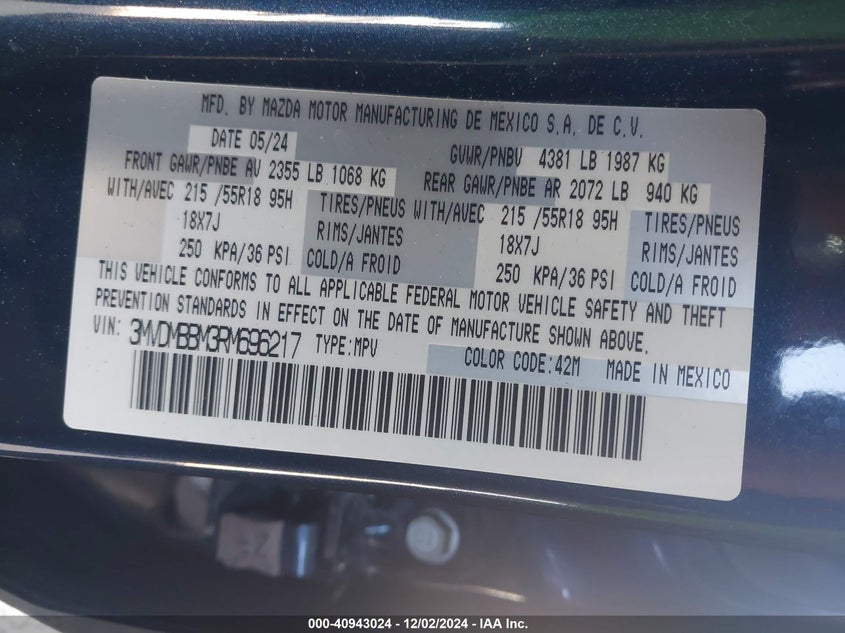 MFD. BY MAZDA MOTOR MANUFACTURING DE MEXICO S.A. DE C.V.
DATE 05/24 GVWR/PNBV 4381 LB 1987 KG
FRONT GAWR/PNBE AV 2355 LB 1068 KG REAR GAWR/PNBE AR 2072 LB 940 KG
WITH/AVEC 215 /55R18 95H TIRES/PNEUS WITH/AVEC 215 /55R18 95H TIRES/PNEUS
18X7J RIMS/JANTES 18X7J RIMS/JANTES
250 KPA/36 PSI COLD/A FROID 250 KPA/36 PSI COLD/A FROID
THIS VEHICLE CONFORMS TO ALL APPLICABLE FEDERAL MOTOR VEHICLE SAFETY AND THEFT
PREVENTION STANDARDS IN EFFECT ON THE DATE OF MANUFACTURE SHOWN ABOVE.
VIN: 3MVDMBBM3RM696217 TYPE:MPV COLOR CODE:42M MADE IN MEXICO
000-40943024 - 12/02/2024 - IAA Inc.